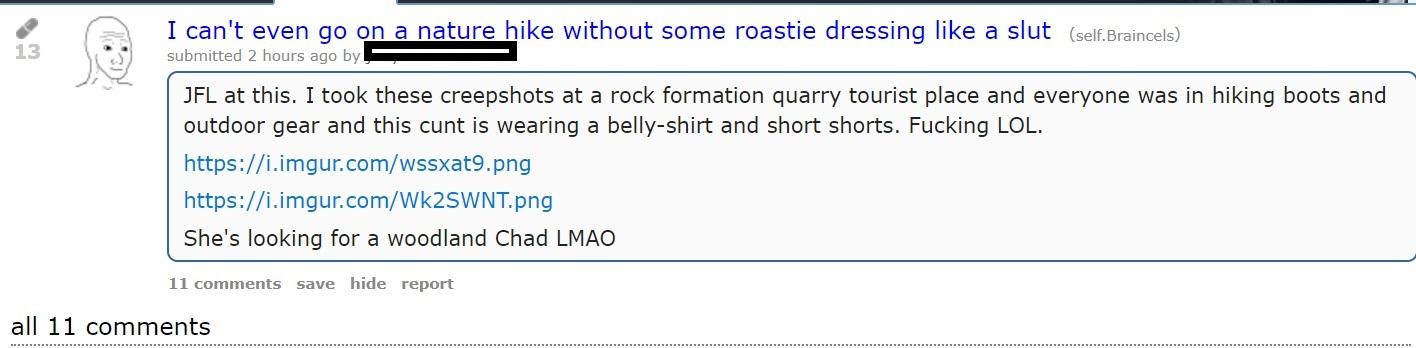 I can't even go on a nature hike without some roastie dressing like a slut (self.Braincels)
13
submitted 2 hours ago by
JFL at this. I took these creepshots at a rock formation quarry tourist place and everyone was in hiking boots and
outdoor gear and this cunt is wearing a belly-shirt and short shorts. Fucking LOL.
https://i.imgur.com/wssxat9.png
https://i.imgur.com/Wk2SWNT.png
She's looking for a woodland Chad LMAO
11 comments save hide report
all 11 comments